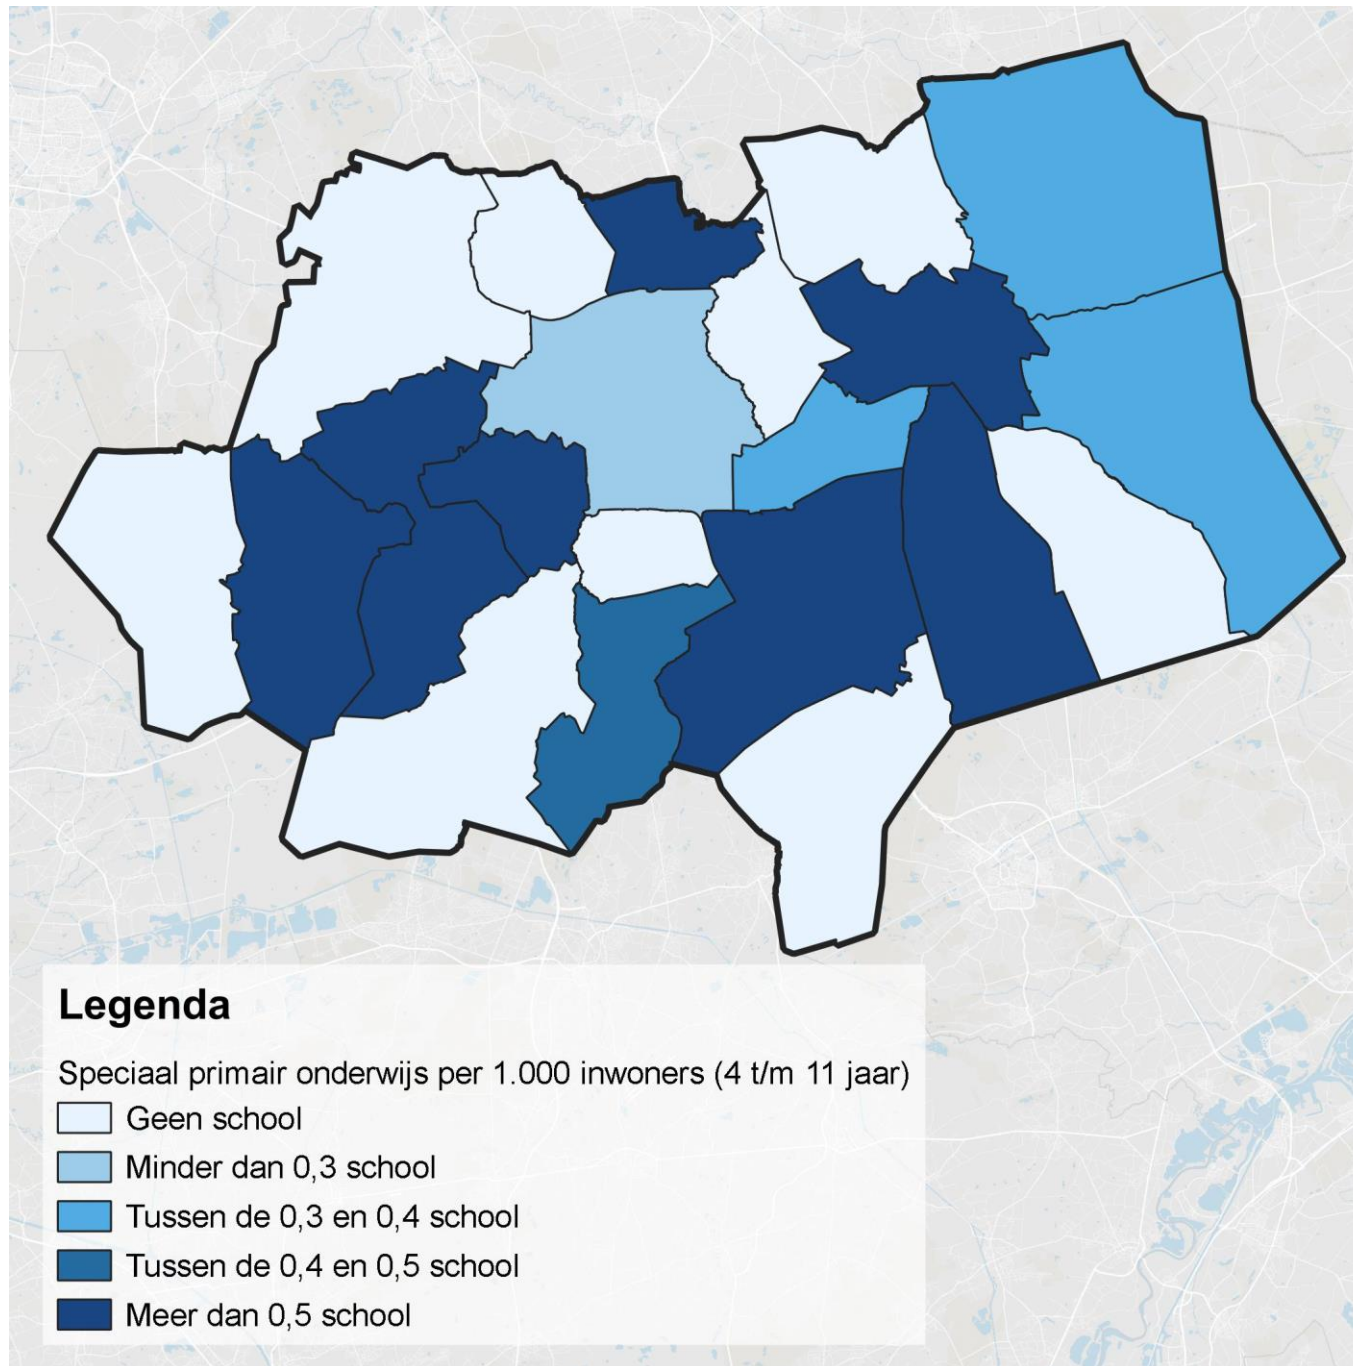 Legenda
Speciaal primair onderwijs per 1.000 inwoners (4 t/m 11 jaar)
Geen school
Minder dan 0,3 school
Tussen de 0,3 en 0,4 school
Tussen de 0,4 en 0,5 school
Meer dan 0,5 school